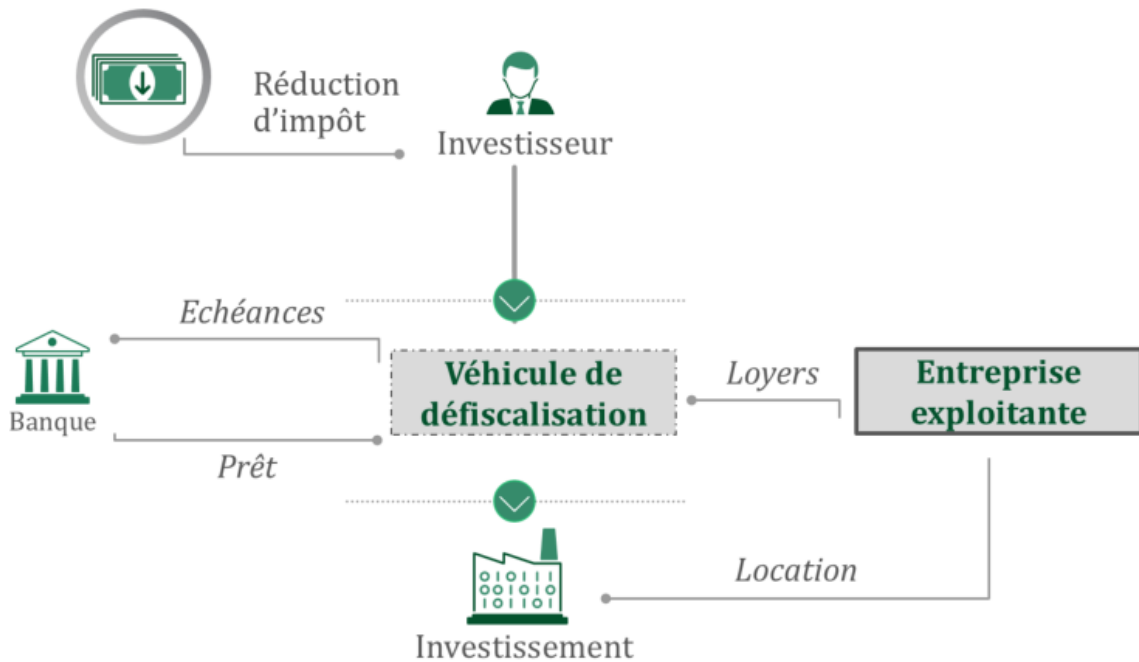 Réduction
d'impôt
Investisseur
Echéances
Banque
Prêt
Véhicule de
défiscalisation
Loyers
Entreprise
exploitante
Location
Investissement